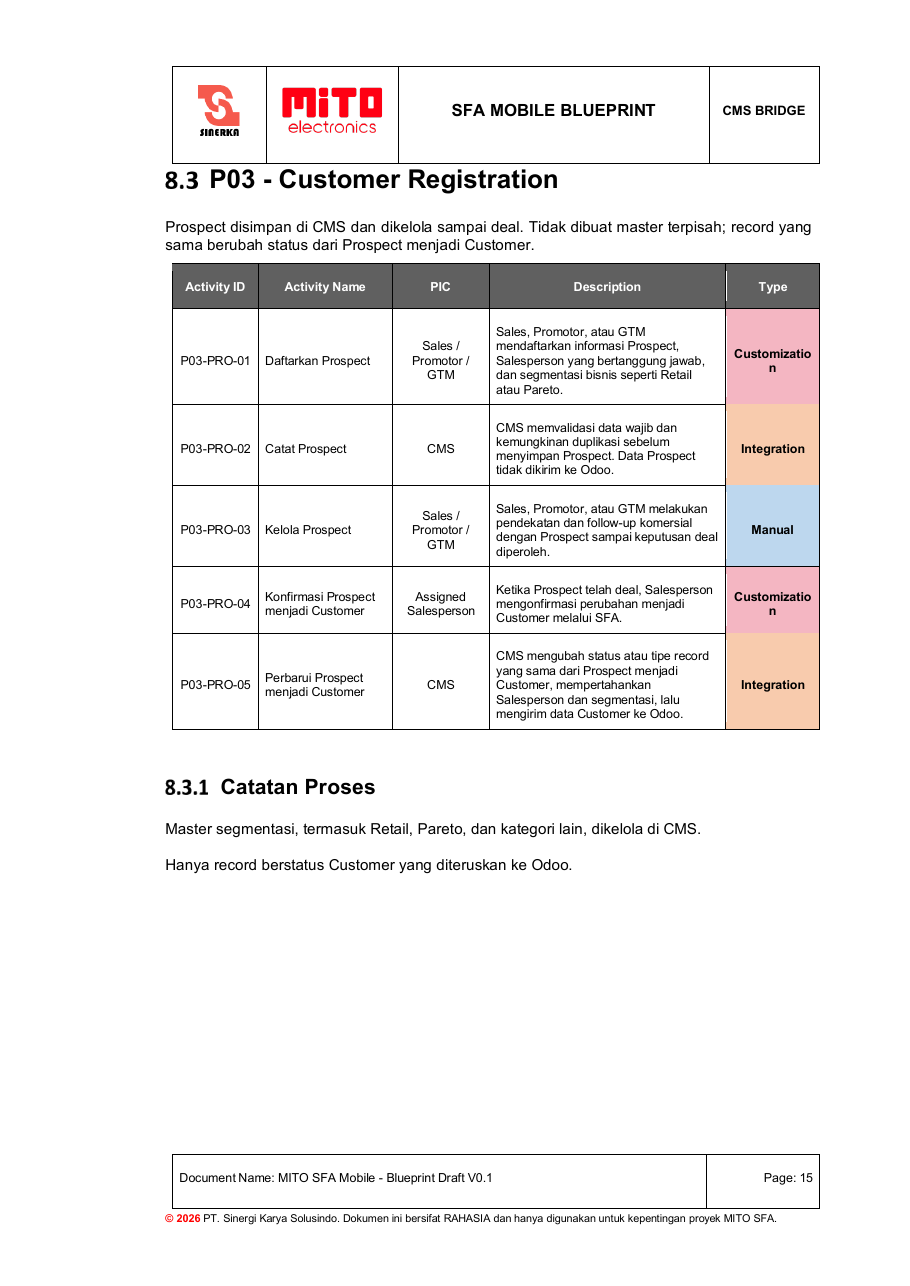 SINERKA
MiTO
electronics
SFA MOBILE BLUEPRINT
CMS BRIDGE
8.3 P03 - Customer Registration
Prospect disimpan di CMS dan dikelola sampai deal. Tidak dibuat master terpisah; record yang
sama berubah status dari Prospect menjadi Customer.
Activity ID
Activity Name
PIC
Description
Type
P03-PRO-01
Daftarkan Prospect
Sales /
Promotor /
GTM
Sales, Promotor, atau GTM
mendaftarkan informasi Prospect,
Salesperson yang bertanggung jawab,
dan segmentasi bisnis seperti Retail
atau Pareto.
Customizatio
n
P03-PRO-02
Catat Prospect
CMS
CMS memvalidasi data wajib dan
kemungkinan duplikasi sebelum
menyimpan Prospect. Data Prospect
tidak dikirim ke Odoo.
Integration
P03-PRO-03
Kelola Prospect
Sales /
Promotor /
GTM
Sales, Promotor, atau GTM melakukan
pendekatan dan follow-up komersial
dengan Prospect sampai keputusan deal
diperoleh.
Manual
P03-PRO-04
Konfirmasi Prospect
menjadi Customer
Assigned
Salesperson
Ketika Prospect telah deal, Salesperson
mengonfirmasi perubahan menjadi
Customer melalui SFA.
Customizatio
n
P03-PRO-05
Perbarui Prospect
menjadi Customer
CMS
CMS mengubah status atau tipe record
yang sama dari Prospect menjadi
Customer, mempertahankan
Salesperson dan segmentasi, lalu
mengirim data Customer ke Odoo.
Integration
8.3.1 Catatan Proses
Master segmentasi, termasuk Retail, Pareto, dan kategori lain, dikelola di CMS.
Hanya record berstatus Customer yang diteruskan ke Odoo.
Document Name: MITO SFA Mobile - Blueprint Draft V0.1
Page: 15
© 2026 PT. Sinergi Karya Solusindo. Dokumen ini bersifat RAHASIA dan hanya digunakan untuk kepentingan proyek MITO SFA.